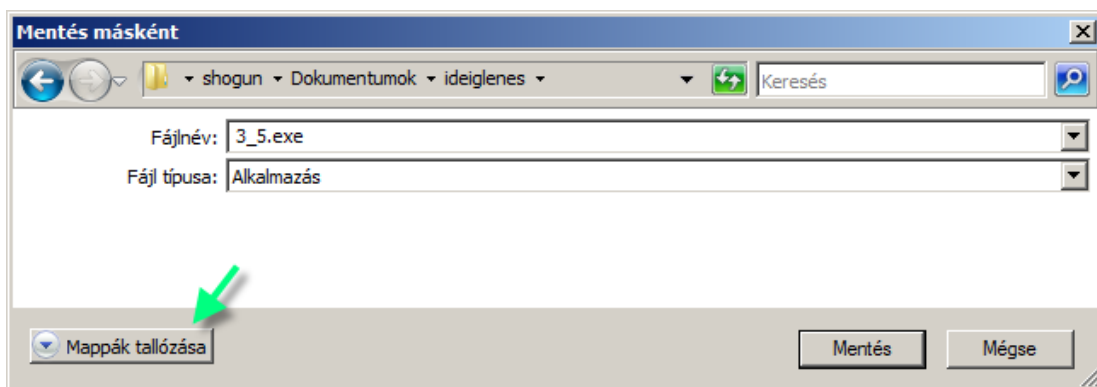 Mentés másként
shogun Dokumentumok ideiglenes Keresés
Fájlnév: 3_5.exe
Fájl típusa: Alkalmazás
Mappák tallózása Mentés Mégse